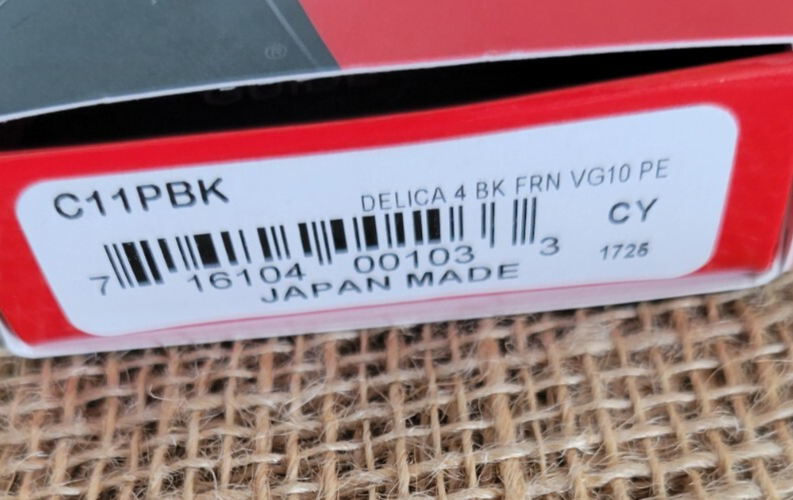 ®
C11PBK
DELICA 4 BK FRN VG10 PE
CY
7 16104 00103 3
1725
JAPAN MADE